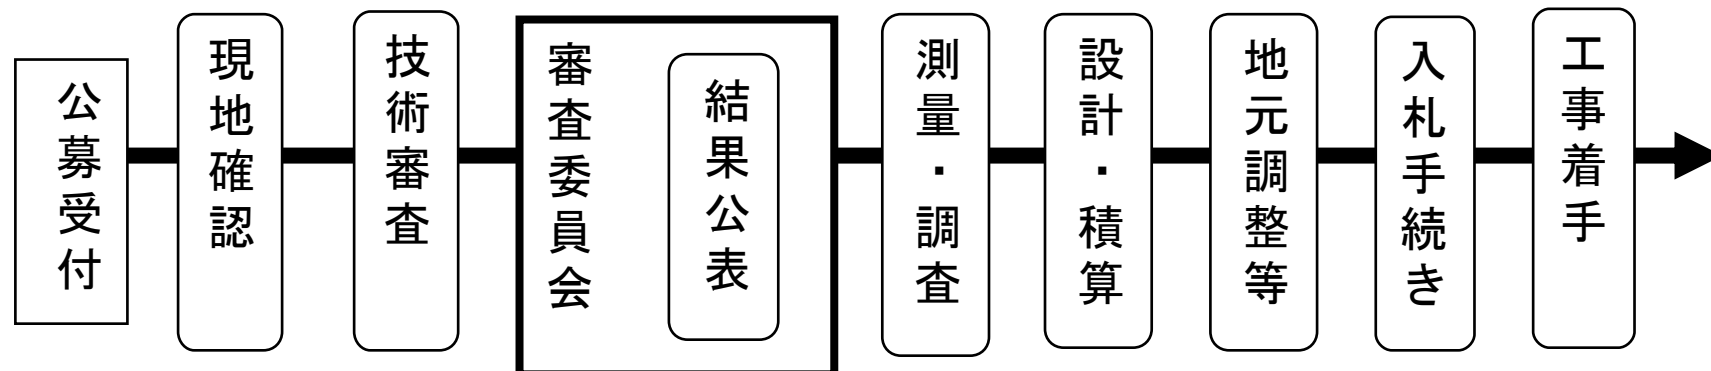 公募受付
現地確認
技術審査
審査委員会
結果公表
測量・調査
設計・積算
地元調整等
入札手続き
工事着手